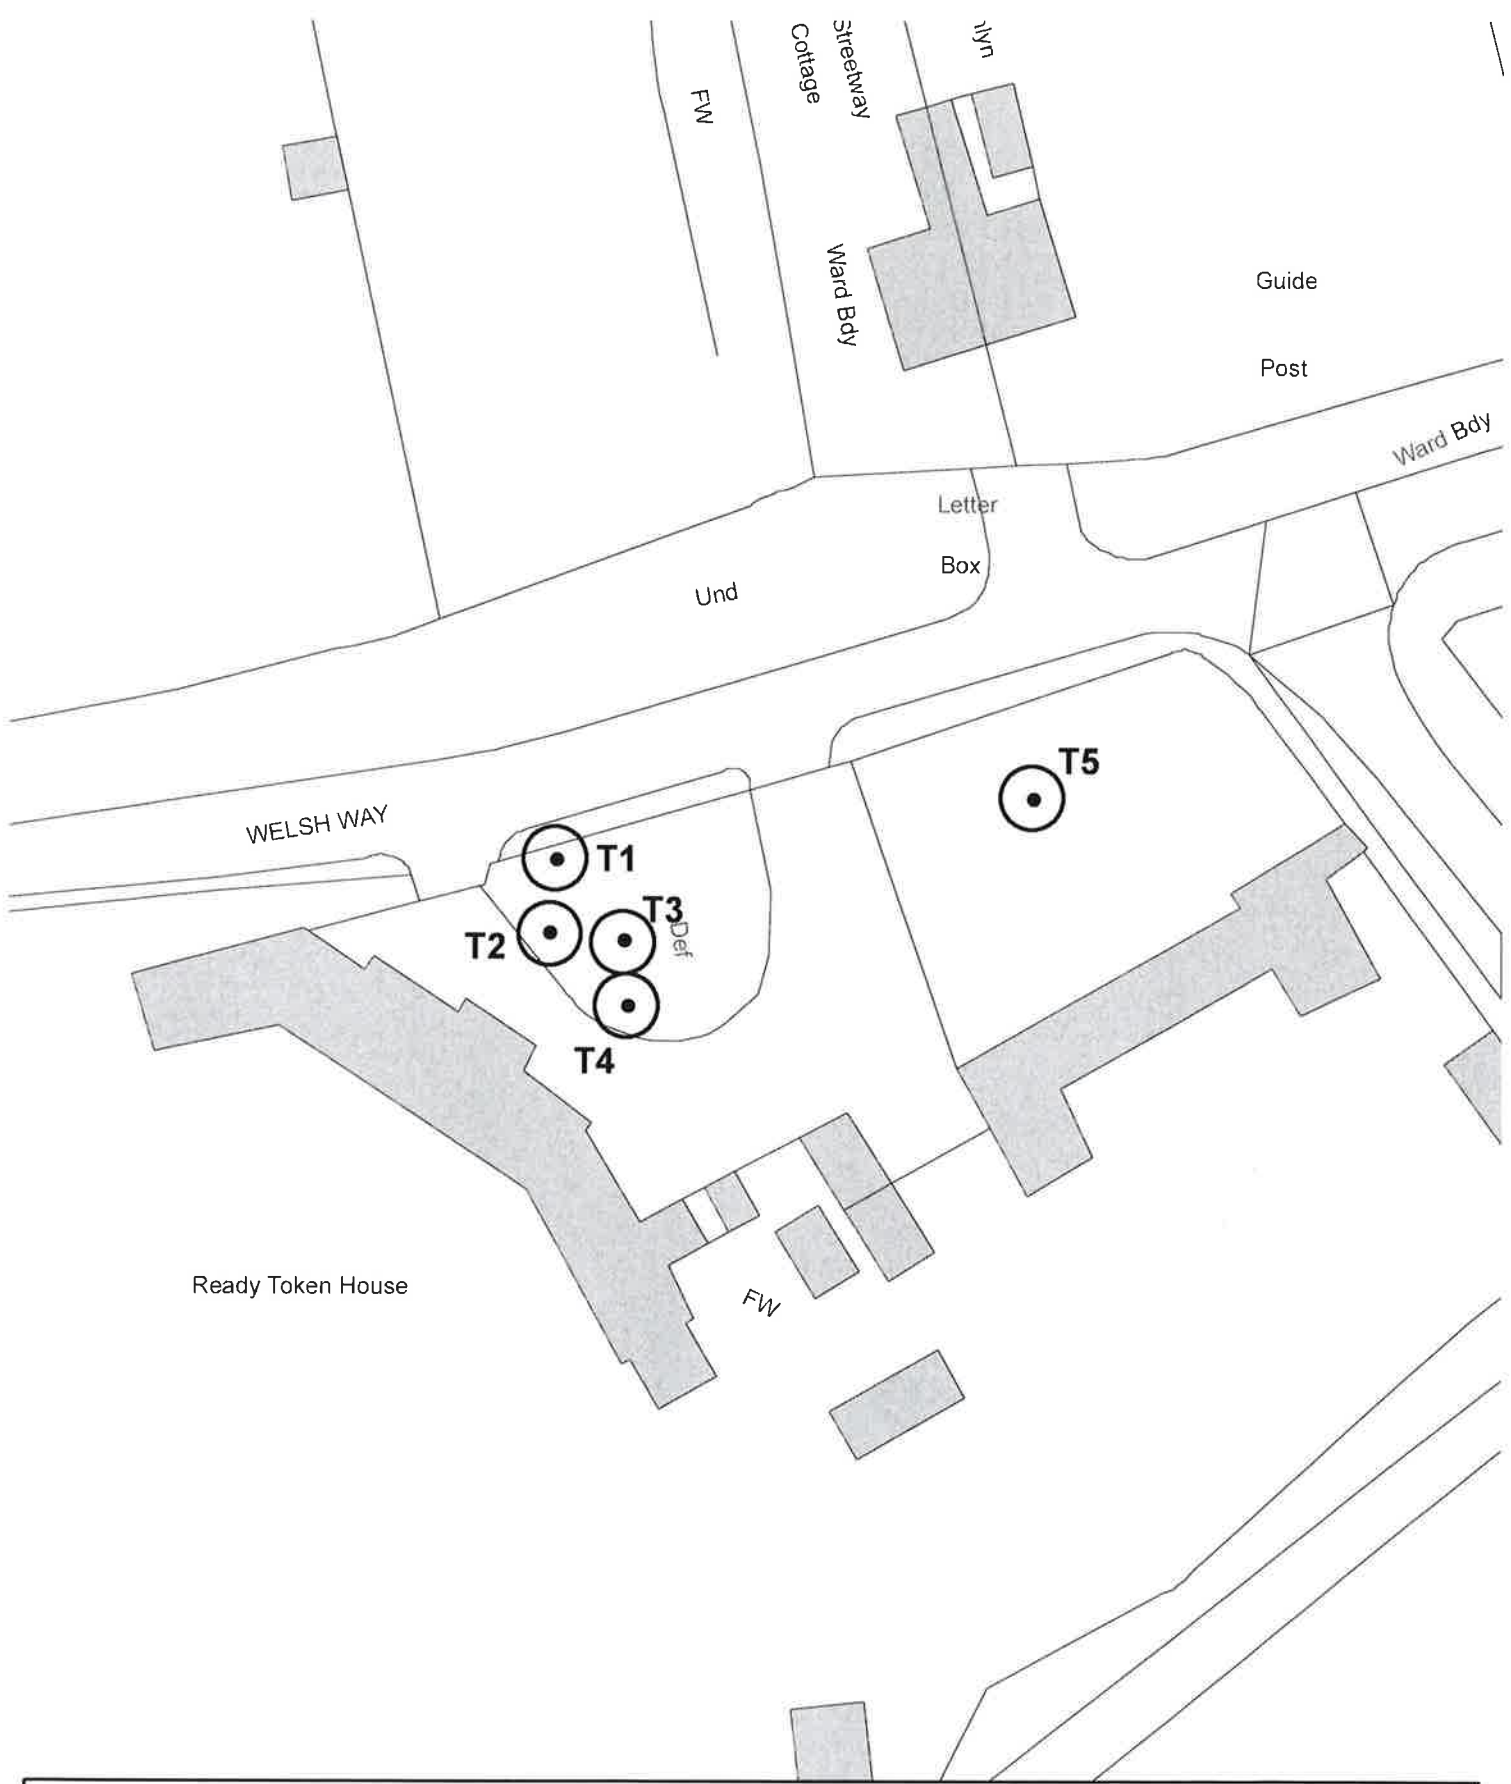 Streetway
Cottage
FW
Ward Bdy
Guide
Post
Ward Bdy
Letter
Box
Und
WELSH WAY
T5
T1
T3
T2
Def
T4
Ready Token House
FW